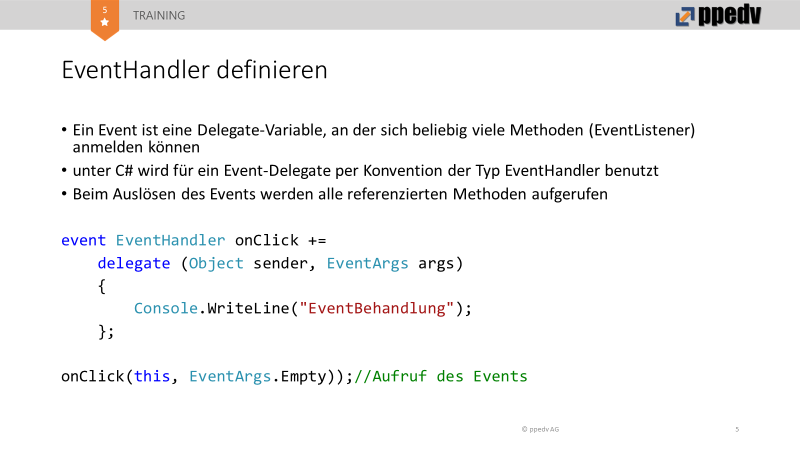 5
TRAINING
ppedv
EventHandler definieren
• Ein Event ist eine Delegate-Variable, an der sich beliebig viele Methoden (EventListener)
anmelden können
• unter C# wird für ein Event-Delegate per Konvention der Typ EventHandler benutzt
• Beim Auslösen des Events werden alle referenzierten Methoden aufgerufen
event EventHandler onClick +=
    delegate (Object sender, EventArgs args)
    {
        Console.WriteLine("EventBehandlung");
    };
onClick(this, EventArgs.Empty));//Aufruf des Events
© ppedv AG
5